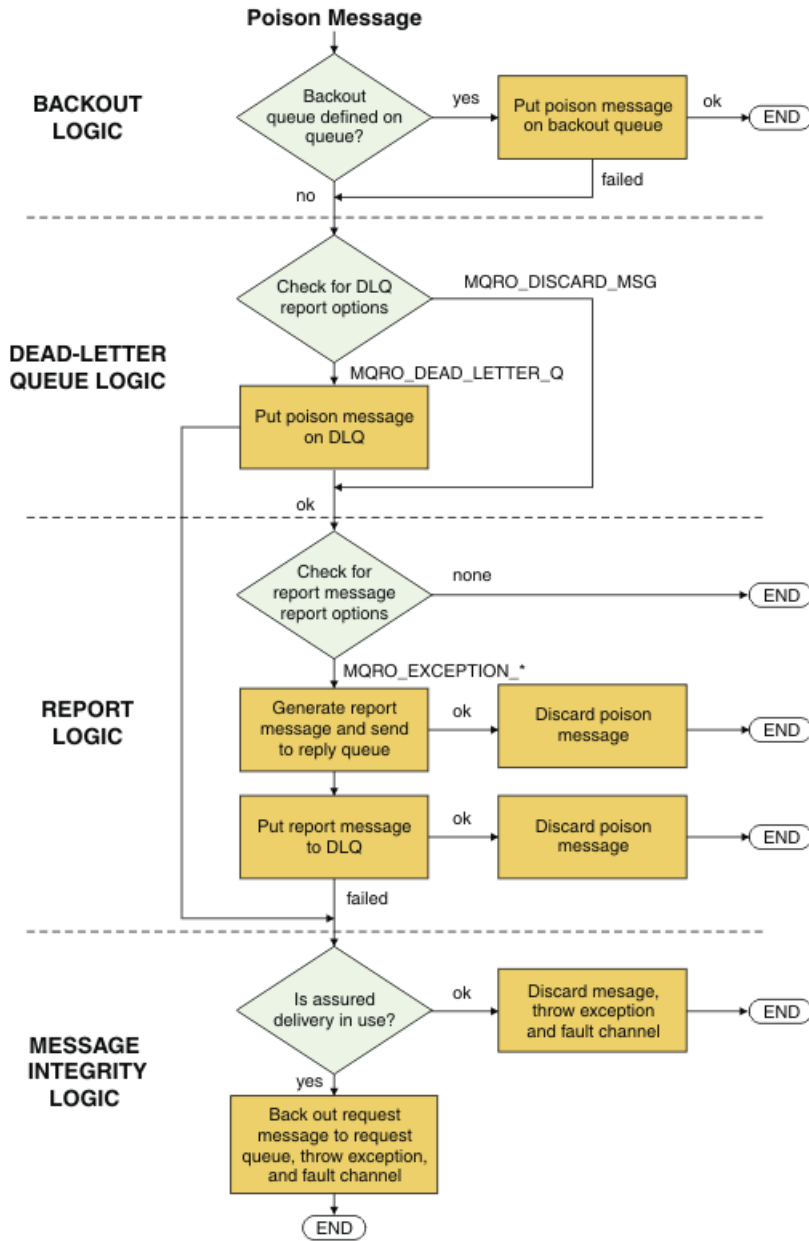 Poison Message
BACKOUT
LOGIC
Backout
queue defined on
queue?
yes
Put poison message
on backout queue
ok
END
failed
no
DEAD-LETTER
QUEUE LOGIC
Check for DLQ
report options
MQRO_DISCARD_MSG
MQRO_DEAD_LETTER_Q
Put poison message
on DLQ
ok
REPORT
LOGIC
Check for
report message
report options
none
END
MQRO_EXCEPTION_*
Generate report
message and send
to reply queue
ok
Discard poison
message
END
Put report message
to DLQ
ok
Discard poison
message
END
failed
MESSAGE
INTEGRITY
LOGIC
Is assured
delivery in use?
ok
Discard mesage,
throw exception
and fault channel
END
yes
Back out request
message to request
queue, throw exception,
and fault channel
END